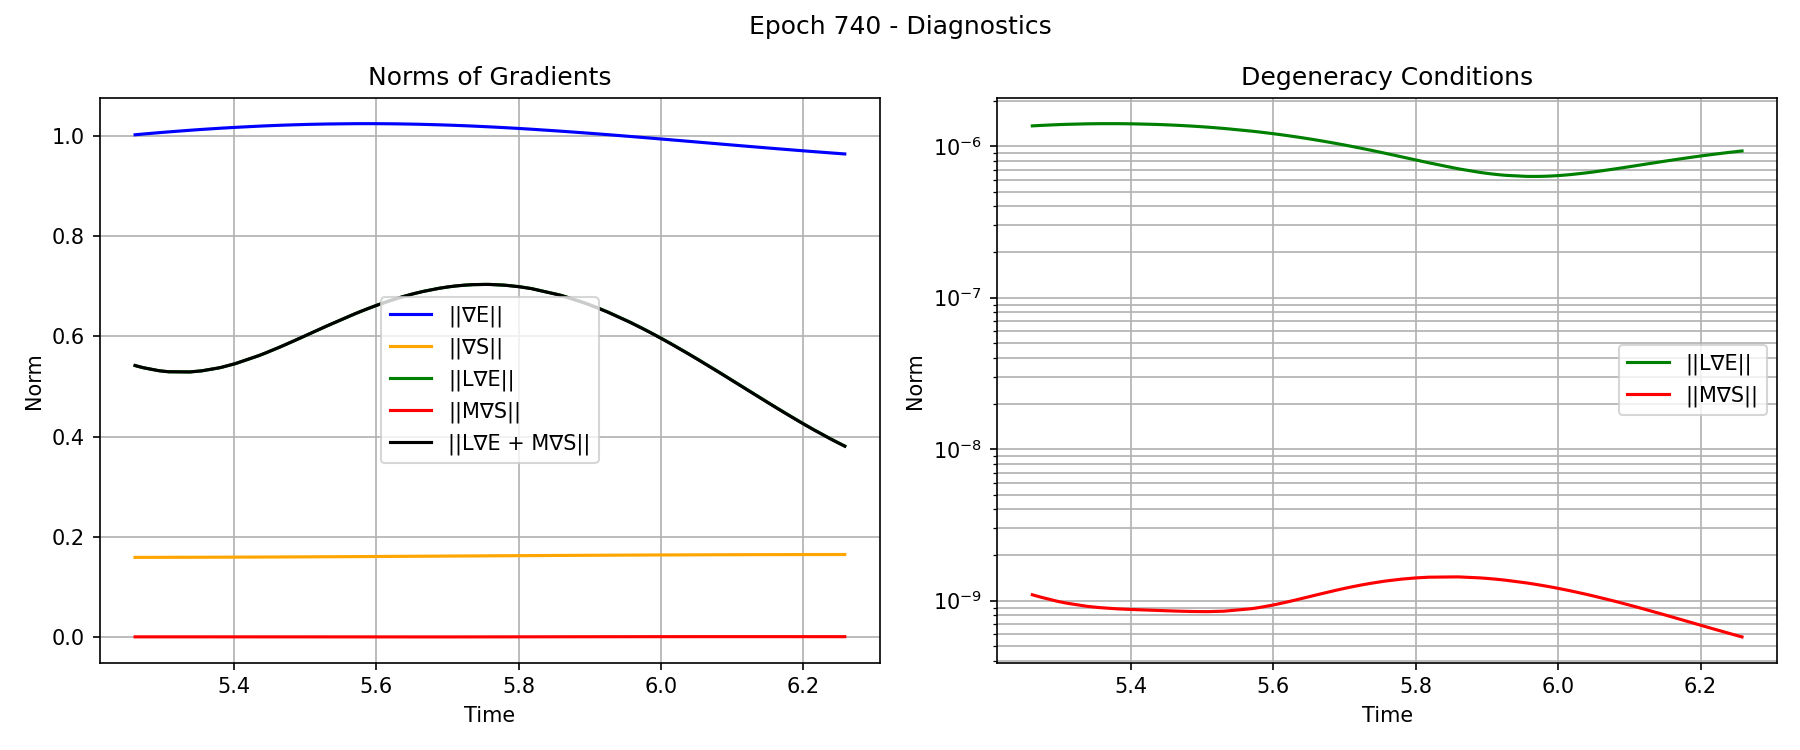 Epoch 740 - Diagnostics
Norms of Gradients
Norm
1.0
0.8
0.6
0.4
0.2
0.0
||∇E||
||∇S||
||L∇E||
||M∇S||
||L∇E + M∇S||
5.4 5.6 5.8 6.0 6.2
Time
Degeneracy Conditions
Norm
10⁻⁶
10⁻⁷
10⁻⁸
10⁻⁹
||L∇E||
||M∇S||
5.4 5.6 5.8 6.0 6.2
Time